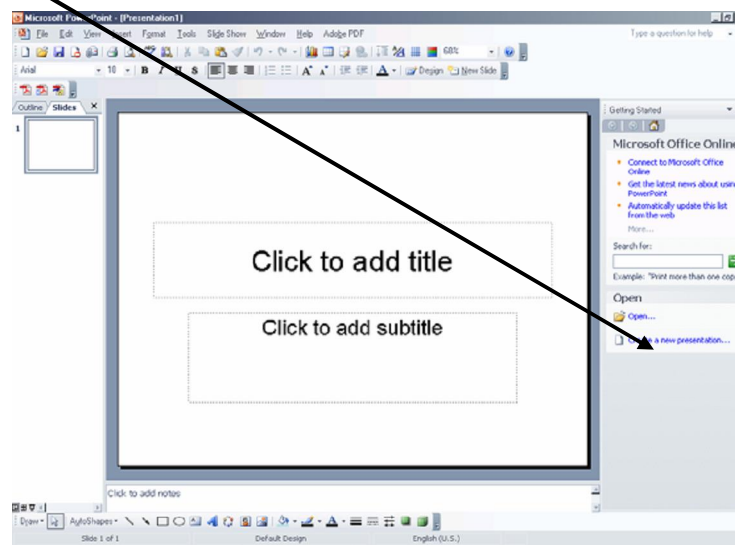 Microsoft PowerPoint - [Presentation1]
File Edit View Insert Format Tools Slide Show Window Help Adobe PDF
Type a question for help
68%
Arial 10 B I U S Design New Slide
Outline Slides
Getting Started
1
Microsoft Office Online
Connect to Microsoft Office Online
Get the latest news about using PowerPoint
Automatically update this list from the web
More...
Search for:
Example: "Print more than one cop
Open
Open...
Create a new presentation...
Click to add title
Click to add subtitle
Click to add notes
Draw AutoShapes
Slide 1 of 1 Default Design English (U.S.)